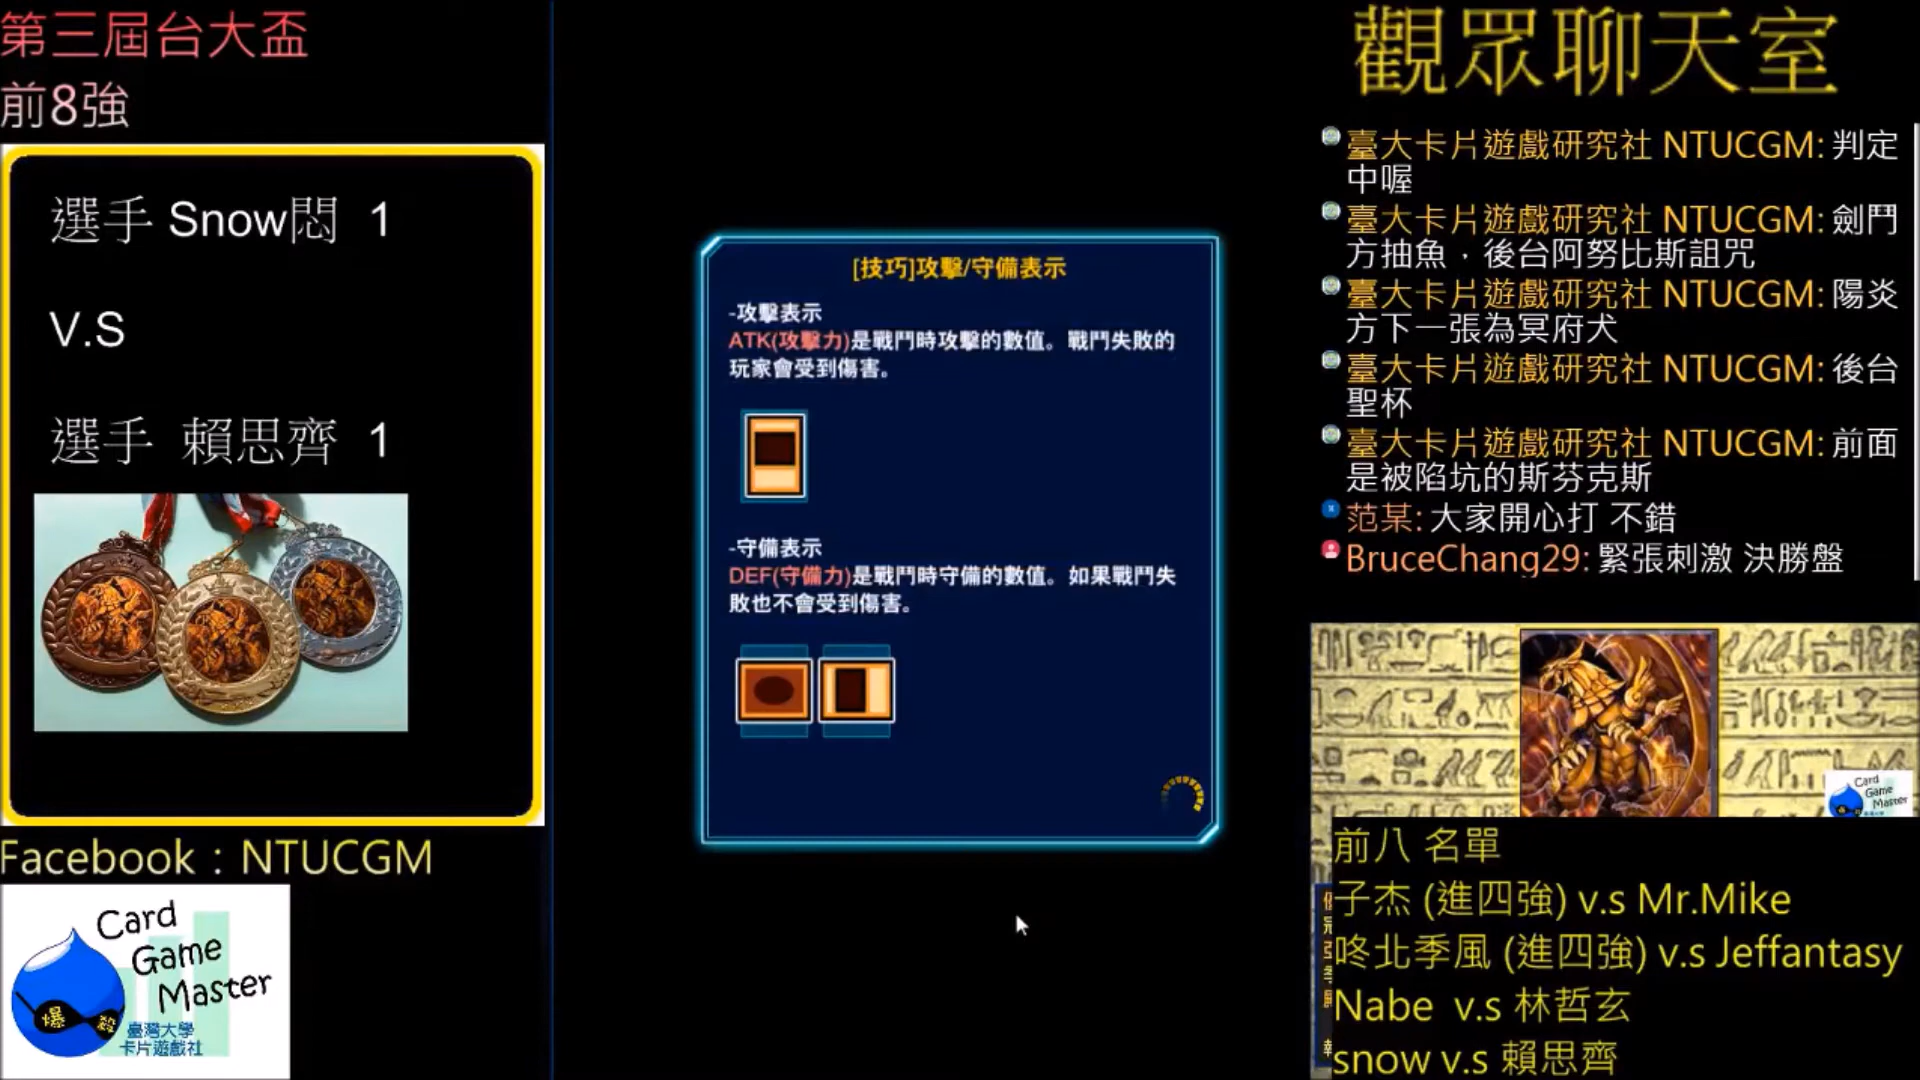 第三屆台大盃
前8強
選手 Snow悶 1
V.S
選手 賴思齊 1
Facebook：NTUCGM
Card
Game
Master
爆 殺
臺灣大學
卡片遊戲社
[技巧]攻擊/守備表示
-攻擊表示
ATK(攻擊力)是戰鬥時攻擊的數值。戰鬥失敗的
玩家會受到傷害。
-守備表示
DEF(守備力)是戰鬥時守備的數值。如果戰鬥失
敗也不會受到傷害。
觀眾聊天室
臺大卡片遊戲研究社 NTUCGM: 判定
中喔
臺大卡片遊戲研究社 NTUCGM: 劍鬥
方抽魚，後台阿努比斯詛咒
臺大卡片遊戲研究社 NTUCGM: 陽炎
方下一張為冥府犬
臺大卡片遊戲研究社 NTUCGM: 後台
聖杯
臺大卡片遊戲研究社 NTUCGM: 前面
是被陷坑的斯芬克斯
范某: 大家開心打 不錯
BruceChang29: 緊張刺激 決勝盤
Card
Game
Master
前八 名單
子杰 (進四強) v.s Mr.Mike
咚北季風 (進四強) v.s Jeffantasy
Nabe v.s 林哲玄
snow v.s 賴思齊